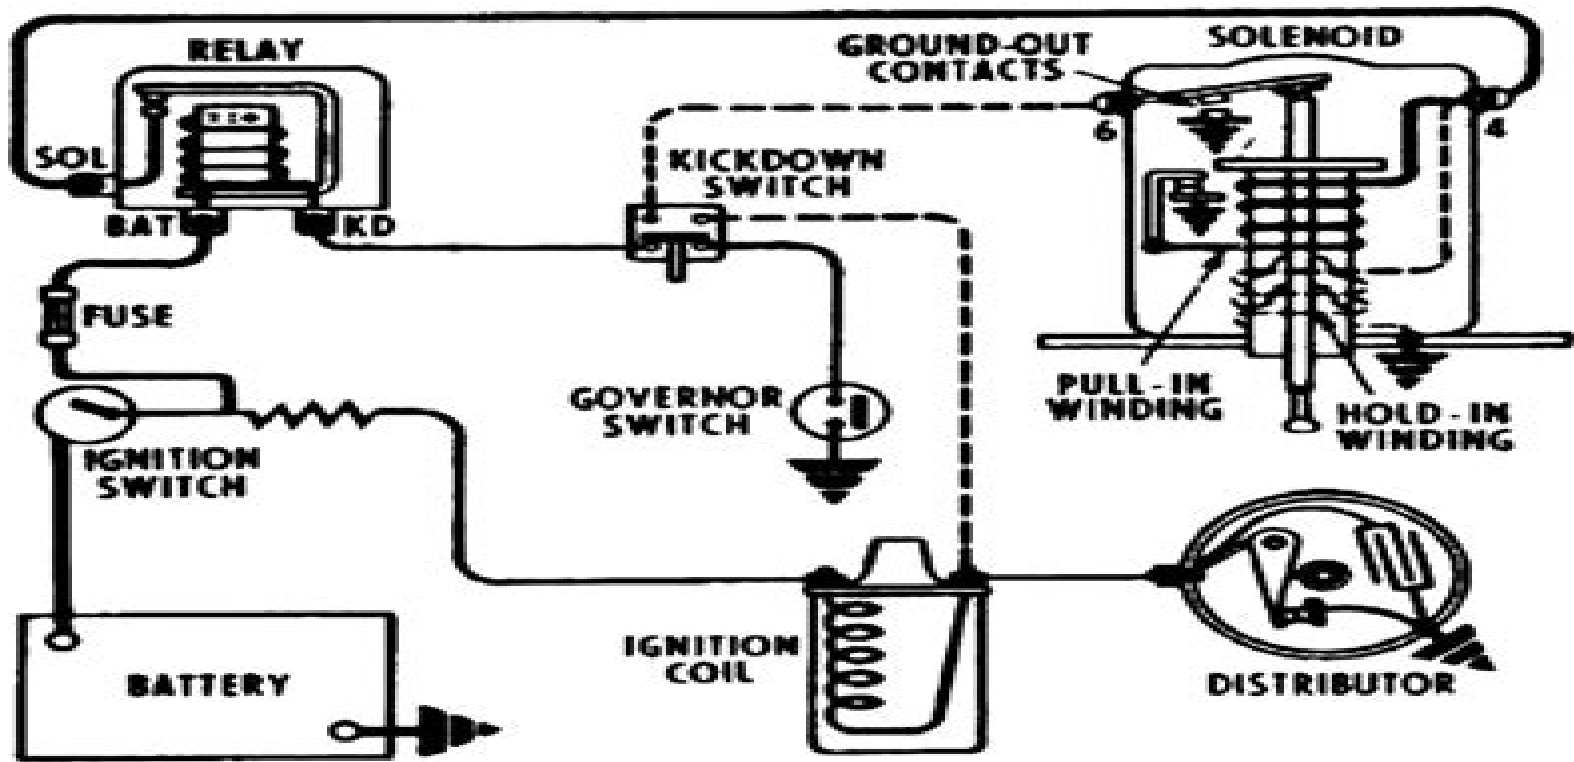 RELAY
GROUND-OUT
CONTACTS
SOLENOID
6
4
SOL
KICKDOWN
SWITCH
BAT
KD
FUSE
PULL-IN
WINDING
GOVERNOR
SWITCH
HOLD-IN
WINDING
IGNITION
SWITCH
IGNITION
COIL
BATTERY
DISTRIBUTOR